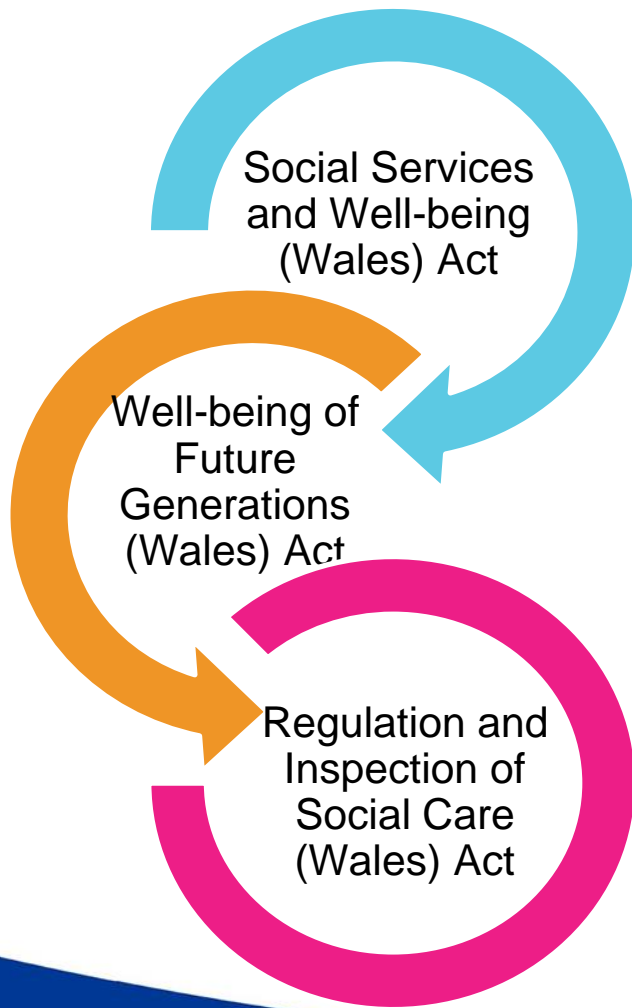 Social Services
and Well-being
(Wales) Act
Well-being of
Future
Generations
(Wales) Act
Regulation and
Inspection of
Social Care
(Wales) Act